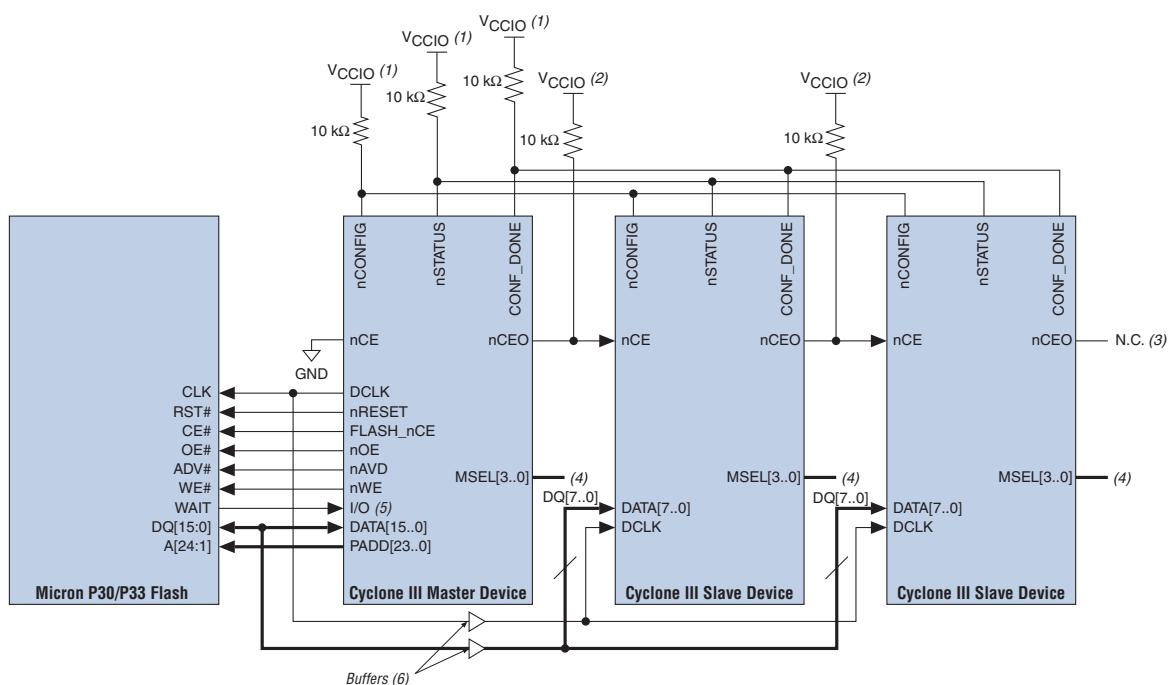 VCCIO (1)
VCCIO (1)
VCCIO (1)
VCCIO (2)
VCCIO (2)
10 kΩ
10 kΩ
10 kΩ
10 kΩ
10 kΩ
nCONFIG
nSTATUS
CONF_DONE
nCONFIG
nSTATUS
CONF_DONE
nCONFIG
nSTATUS
CONF_DONE
GND
nCE
nCEO
nCE
nCEO
nCE
nCEO
N.C. (3)
CLK
RST#
CE#
OE#
ADV#
WE#
WAIT
DQ[15:0]
A[24:1]
Micron P30/P33 Flash
DCLK
nRESET
FLASH_nCE
nOE
nAVD
nWE
I/O (5)
DATA[15..0]
PADD[23..0]
MSEL[3..0] (4)
Cyclone III Master Device
DQ[7..0]
MSEL[3..0] (4)
DATA[7..0]
DCLK
Cyclone III Slave Device
DQ[7..0]
MSEL[3..0] (4)
DATA[7..0]
DCLK
Cyclone III Slave Device
Buffers (6)